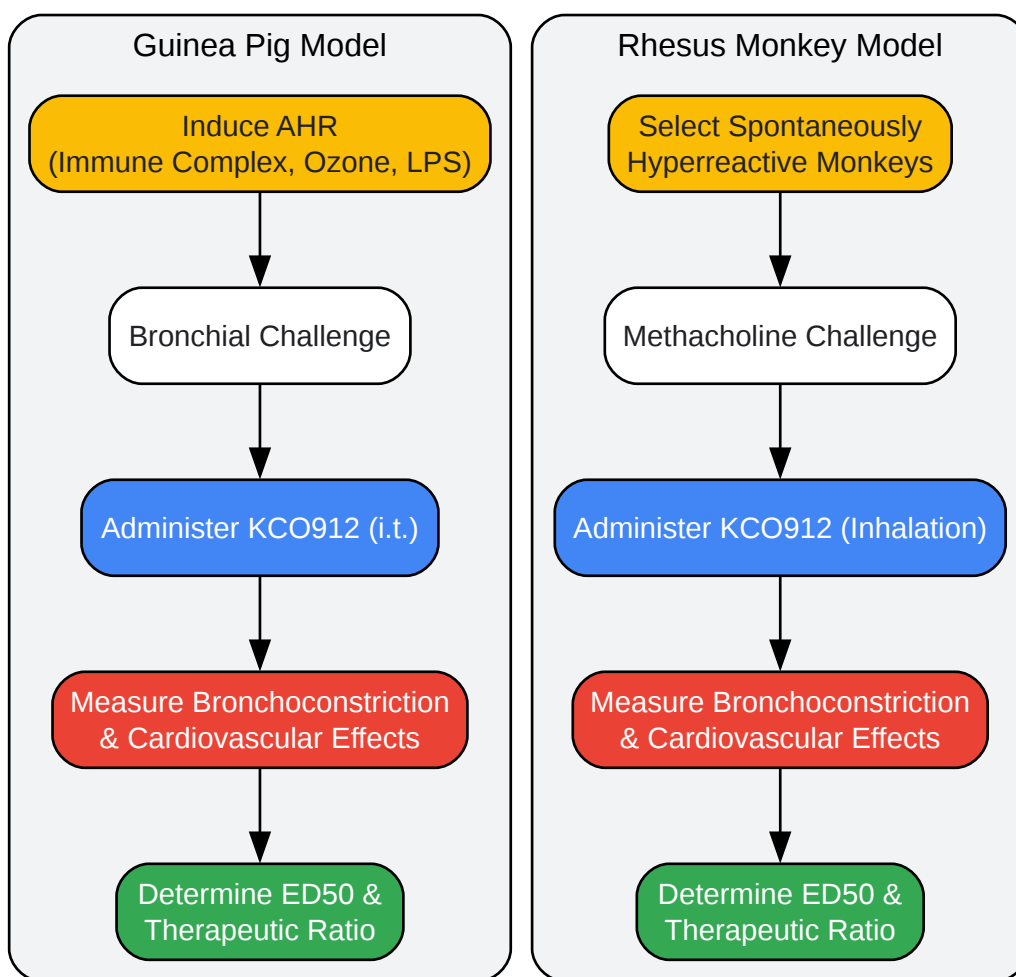 Guinea Pig Model
Induce AHR
(Immune Complex, Ozone, LPS)
Bronchial Challenge
Administer KCO912 (i.t.)
Measure Bronchoconstriction
& Cardiovascular Effects
Determine ED50 &
Therapeutic Ratio
Rhesus Monkey Model
Select Spontaneously
Hyperreactive Monkeys
Methacholine Challenge
Administer KCO912 (Inhalation)
Measure Bronchoconstriction
& Cardiovascular Effects
Determine ED50 &
Therapeutic Ratio